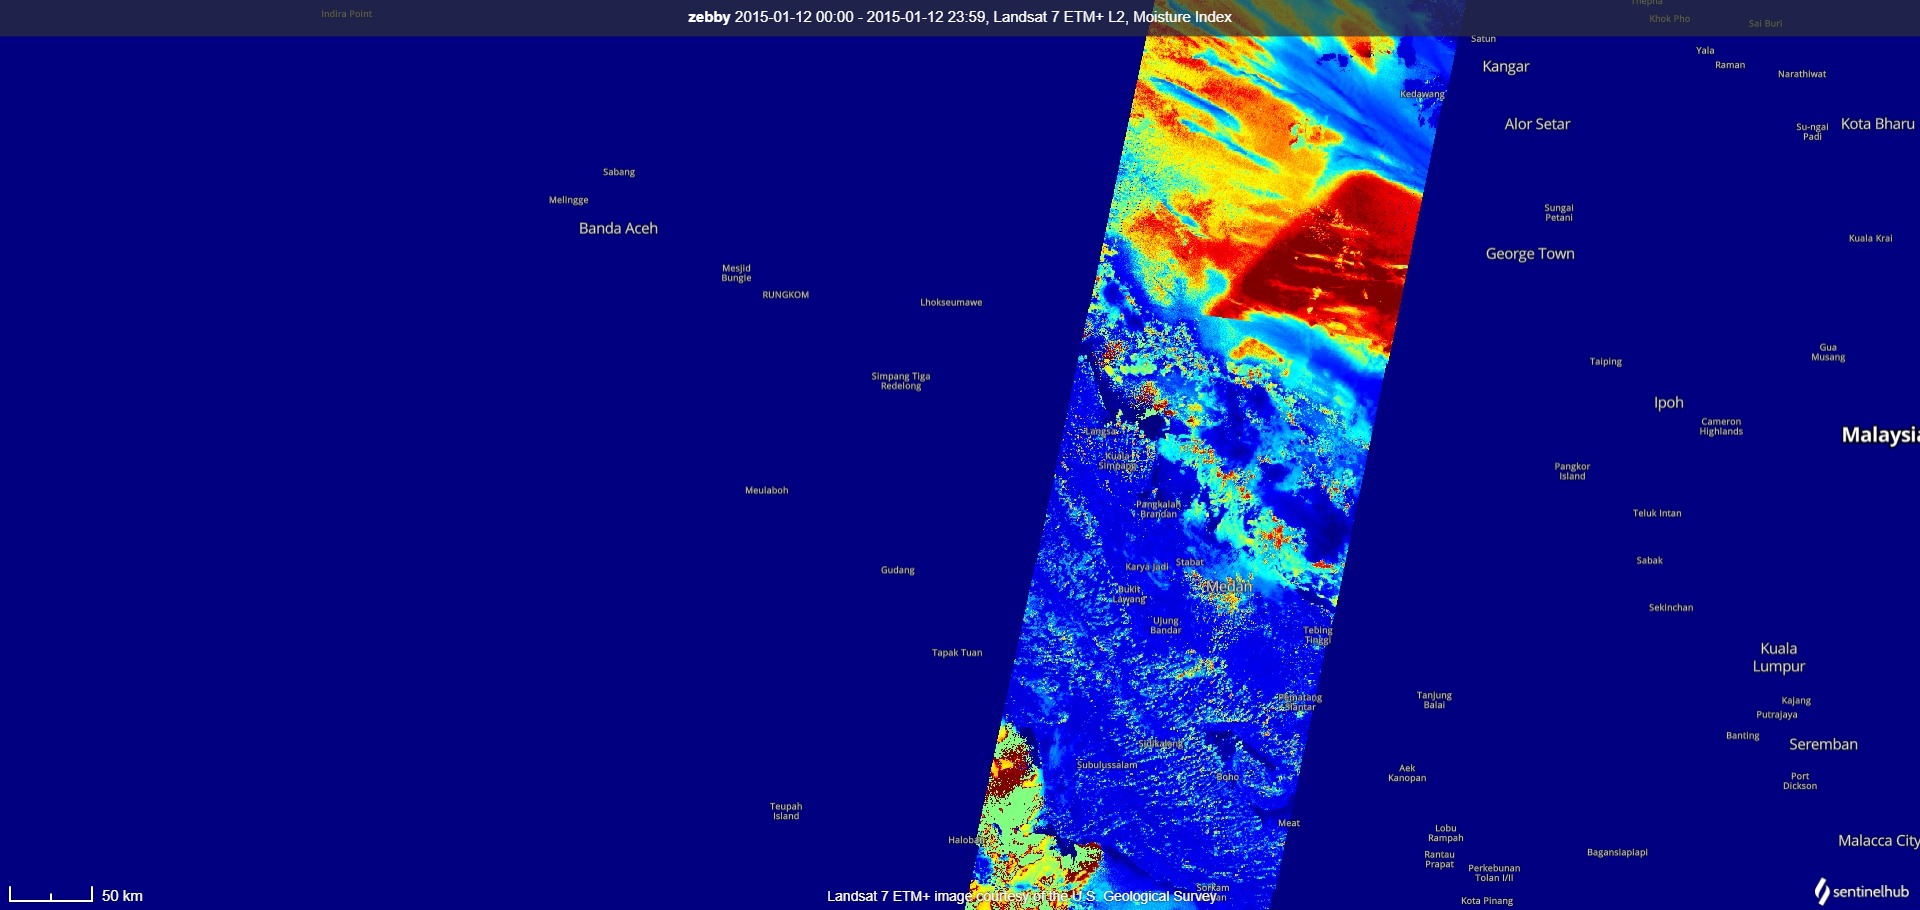 Indira Point
zebby 2015-01-12 00:00 - 2015-01-12 23:59, Landsat 7 ETM+ L2, Moisture Index
Thepha
Khok Pho
Sai Buri
Satun
Yala
Kangar
Raman
Narathiwat
Kedawang
Alor Setar
Su-ngai
Padi
Kota Bharu
Sabang
Melingge
Banda Aceh
Sungai
Petani
Kuala Krai
George Town
Mesjid
Bungie
RUNGKOM
Lhokseumawe
Gua
Musang
Taiping
Simpang Tiga
Redelong
Ipoh
Cameron
Highlands
Malaysia
Langsa
Kuala
Simpang
Pangkor
Island
Meulaboh
Pangkalan
Brandan
Teluk Intan
Sabak
Gudang
Karya Jadi
Stabat
Medan
Bukit
Lawang
Sekinchan
Ujung
Bandar
Tebing
Tinggi
Tapak Tuan
Kuala
Lumpur
Pematang
Siantar
Tanjung
Balai
Kajang
Putrajaya
Banting
Seremban
Sidikalang
Subulussalam
Boho
Aek
Kanopan
Port
Dickson
Teupah
Island
Meat
Haloban
Lobu
Rampah
Malacca City
Rantau
Prapat
Bagansiapiapi
Perkebunan
Tolan I/II
Sorkam
50 km
Landsat 7 ETM+ image courtesy of the U.S. Geological Survey
Kota Pinang
sentinelhub